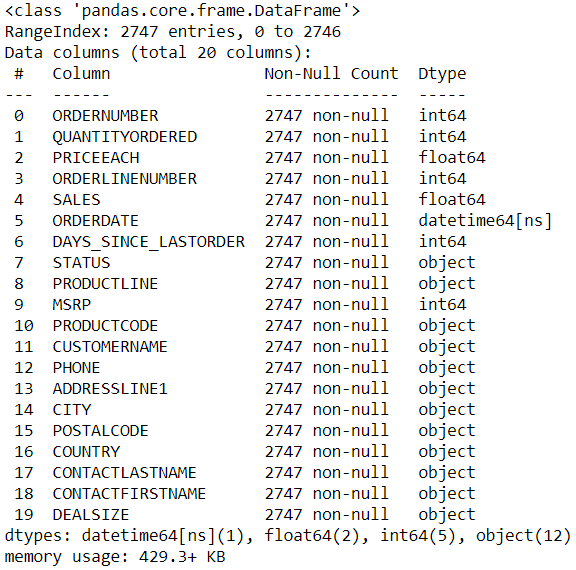 <class 'pandas.core.frame.DataFrame'>
RangeIndex: 2747 entries, 0 to 2746
Data columns (total 20 columns):
 #   Column              Non-Null Count  Dtype
---  ------              --------------  -----
 0   ORDERNUMBER         2747 non-null   int64
 1   QUANTITYORDERED     2747 non-null   int64
 2   PRICEEACH           2747 non-null   float64
 3   ORDERLINENUMBER     2747 non-null   int64
 4   SALES               2747 non-null   float64
 5   ORDERDATE           2747 non-null   datetime64[ns]
 6   DAYS_SINCE_LASTORDER  2747 non-null   int64
 7   STATUS              2747 non-null   object
 8   PRODUCTLINE         2747 non-null   object
 9   MSRP                2747 non-null   int64
 10  PRODUCTCODE         2747 non-null   object
 11  CUSTOMERNAME        2747 non-null   object
 12  PHONE               2747 non-null   object
 13  ADDRESSLINE1        2747 non-null   object
 14  CITY                2747 non-null   object
 15  POSTALCODE          2747 non-null   object
 16  COUNTRY             2747 non-null   object
 17  CONTACTLASTNAME     2747 non-null   object
 18  CONTACTFIRSTNAME    2747 non-null   object
 19  DEALSIZE            2747 non-null   object
dtypes: datetime64[ns](1), float64(2), int64(5), object(12)
memory usage: 429.3+ KB